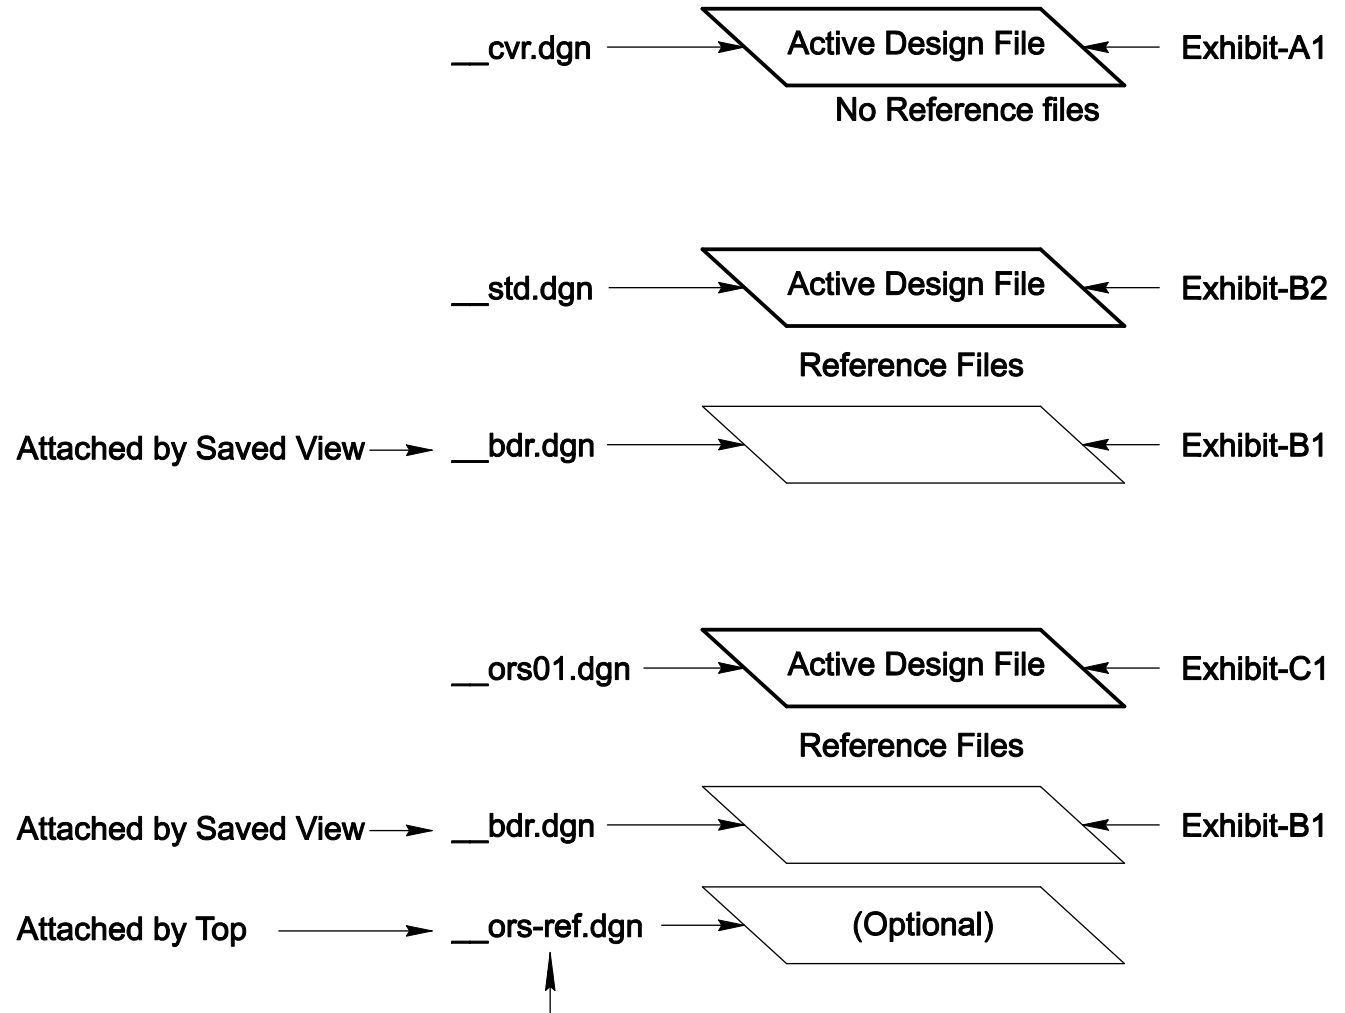 __cvr.dgn Active Design File Exhibit-A1
No Reference files
__std.dgn Active Design File Exhibit-B2
Reference Files
Attached by Saved View __bdr.dgn Exhibit-B1
__ors01.dgn Active Design File Exhibit-C1
Reference Files
Attached by Saved View __bdr.dgn Exhibit-B1
Attached by Top __ors-ref.dgn (Optional)